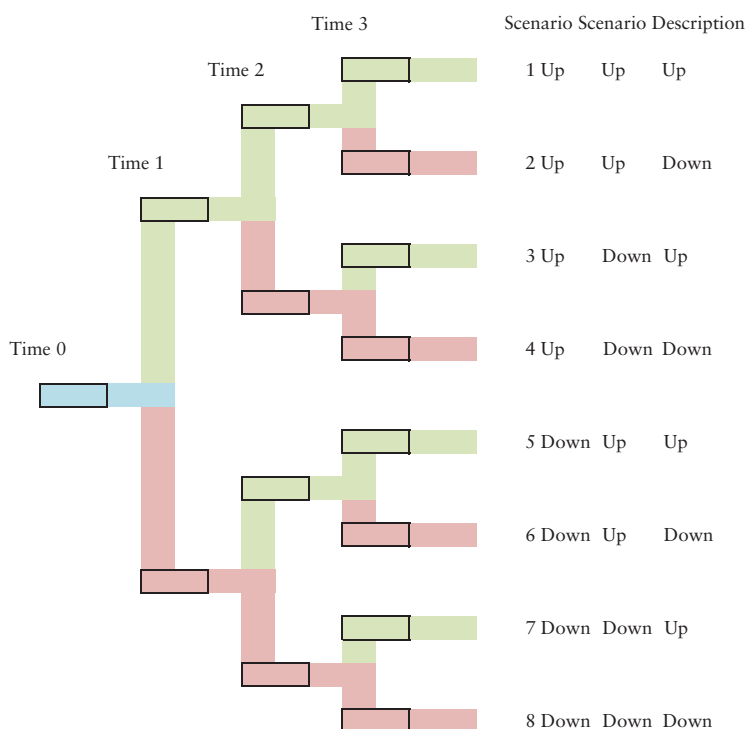 Time 3 Scenario Scenario Description
Time 2 1 Up Up Up
Time 1 2 Up Up Down
3 Up Down Up
Time 0 4 Up Down Down
5 Down Up Up
6 Down Up Down
7 Down Down Up
8 Down Down Down